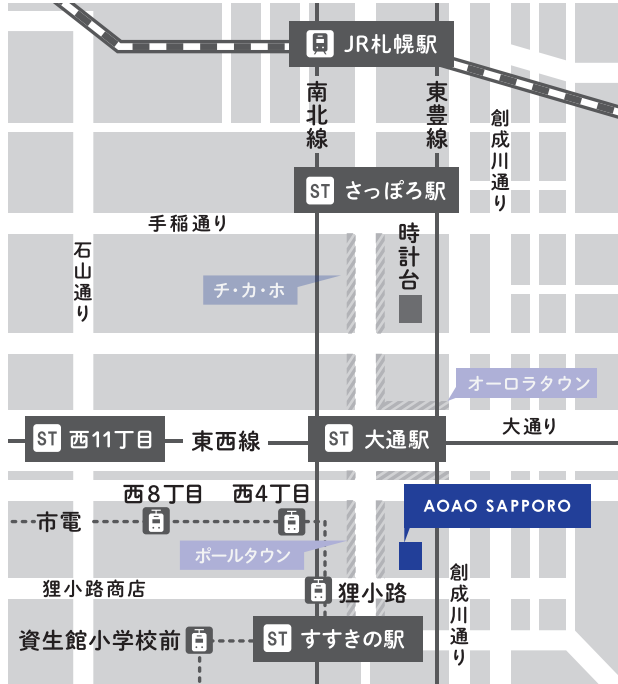 JR札幌駅
南北線
東豊線
創成川通り
ST さっぽろ駅
手稲通り
時計台
石山通り
チ・カ・ホ
オーロラタウン
ST 西11丁目
東西線
ST 大通駅
大通り
西8丁目
西4丁目
AOAO SAPPORO
市電
ポールタウン
創成川通り
狸小路商店
狸小路
資生館小学校前
ST すすきの駅